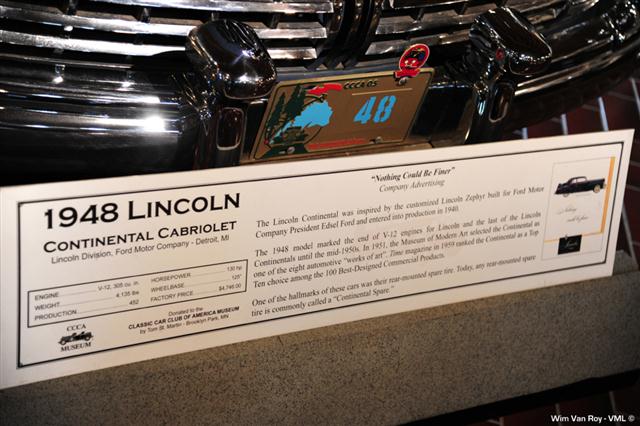 CCCA 05
48
1948 LINCOLN
CONTINENTAL CABRIOLET
Lincoln Division, Ford Motor Company - Detroit, MI
ENGINE V-12, 305 cu. in. HORSEPOWER 130 hp
WEIGHT 4,135 lbs WHEELBASE 125"
PRODUCTION 452 FACTORY PRICE $4,746.00
CCCA
MUSEUM
Donated to the
CLASSIC CAR CLUB OF AMERICA MUSEUM
by Tom St. Martin - Brooklyn Park, MN
"Nothing Could Be Finer"
Company Advertising
The Lincoln Continental was inspired by the customized Lincoln Zephyr built for Ford Motor
Company President Edsel Ford and entered into production in 1940.
The 1948 model marked the end of V-12 engines for Lincoln and the last of the Lincoln
Continentals until the mid-1950s. In 1951, the Museum of Modern Art selected the Continental as
one of the eight automotive "works of art". Time magazine in 1959 ranked the Continental as a Top
Ten choice among the 100 Best-Designed Commercial Products.
One of the hallmarks of these cars was their rear-mounted spare tire. Today, any rear-mounted spare
tire is commonly called a "Continental Spare."
Wim Van Roy - VML ©